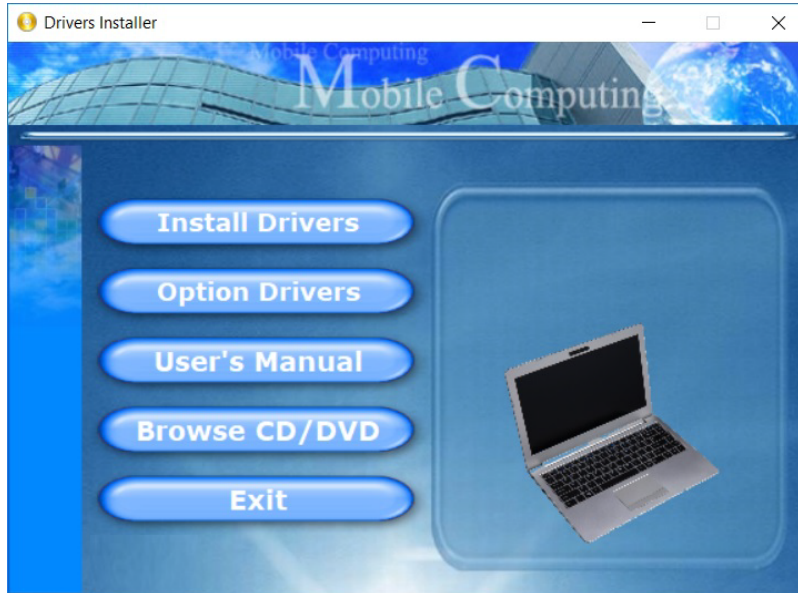 Drivers Installer
Mobile Computing
Mobile Computing
Install Drivers
Option Drivers
User's Manual
Browse CD/DVD
Exit